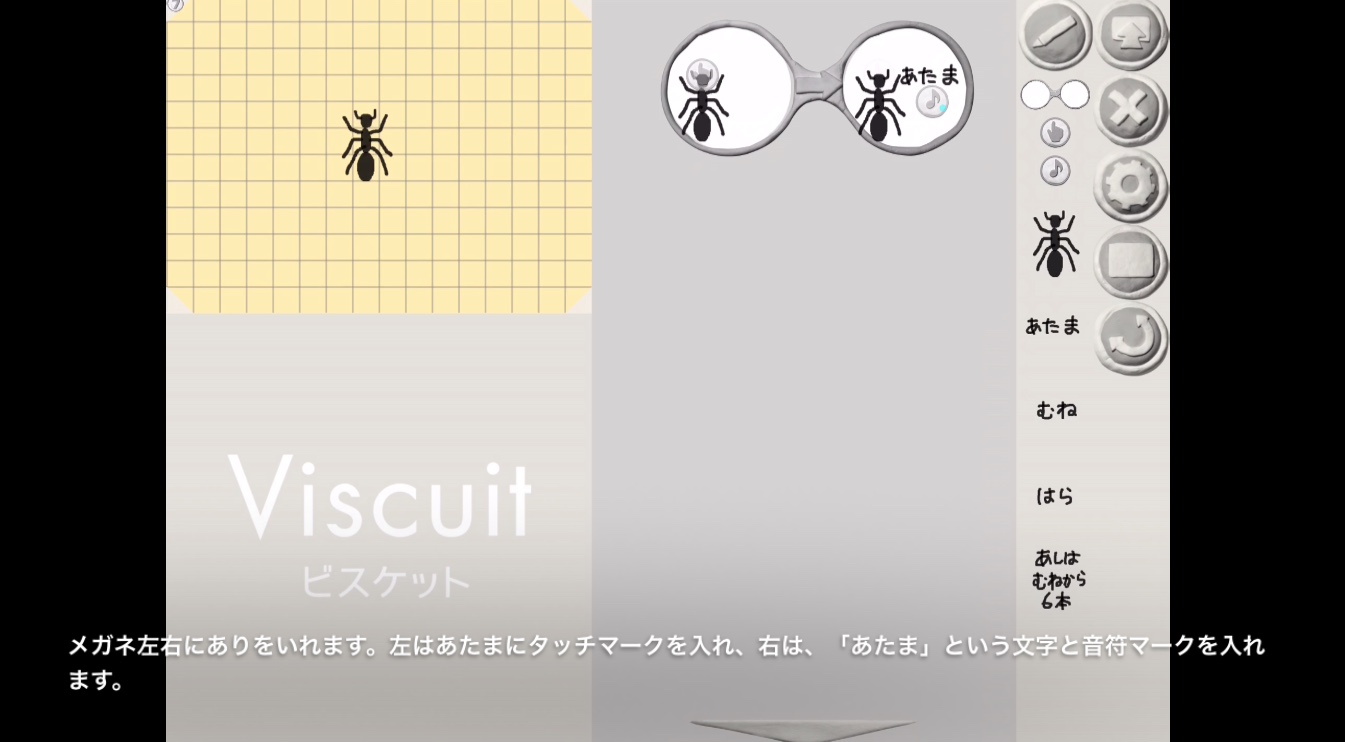 ⑦
あたま
あたま
むね
はら
あしは
むねから
6本
Viscuit
ビスケット
メガネ左右にありをいれます。左はあたまにタッチマークを入れ、右は、「あたま」という文字と音符マークを入れ
ます。